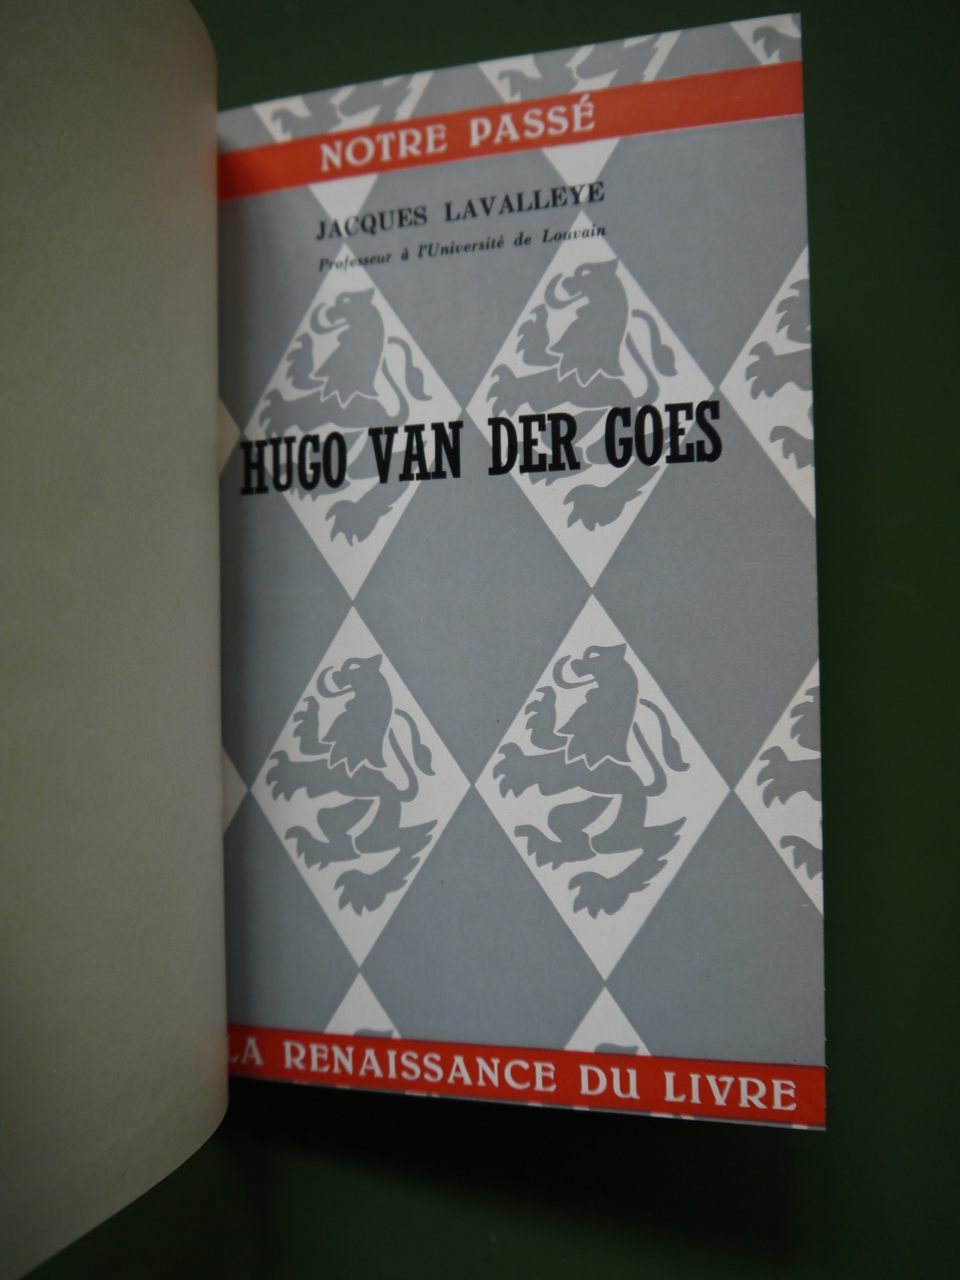 NOTRE PASSÉ
JACQUES LAVALLEYE
Professeur à l'Université de Louvain
HUGO VAN DER GOES
LA RENAISSANCE DU LIVRE